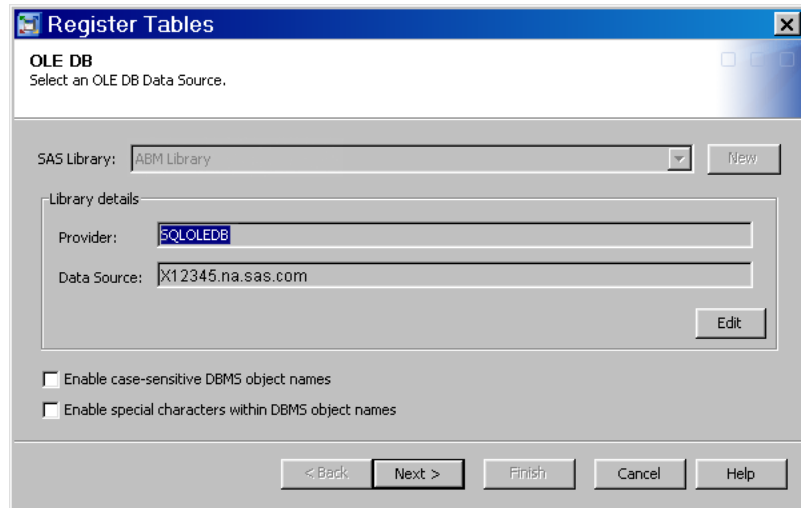 Register Tables
OLE DB
Select an OLE DB Data Source.
SAS Library: ABM Library New
Library details
Provider: SQLOLEDB
Data Source: X12345.na.sas.com
Edit
Enable case-sensitive DBMS object names
Enable special characters within DBMS object names
< Back Next > Finish Cancel Help